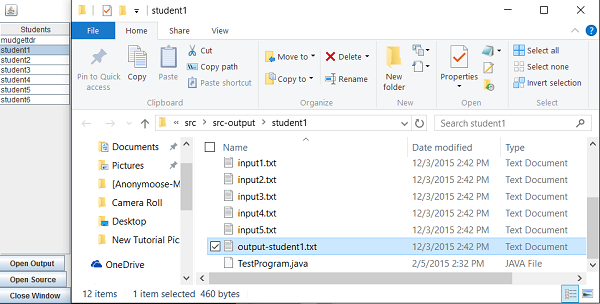 student1
File Home Share View
Students
mudgettdr
student1
student2
student3
student4
student5
student6
Open Output
Open Source
Close Window
Pin to Quick access
Copy
Paste
Cut
Copy path
Paste shortcut
Clipboard
Move to
Copy to
Delete
Rename
Organize
New folder
New
Properties
Open
Select all
Select none
Invert selection
Select
« src › src-output › student1
Search student1
Documents
Pictures
[Anonymoose-M
Camera Roll
Desktop
New Tutorial Pic
OneDrive
Name Date modified Type
input1.txt 12/3/2015 2:42 PM Text Document
input2.txt 12/3/2015 2:42 PM Text Document
input3.txt 12/3/2015 2:42 PM Text Document
input4.txt 12/3/2015 2:42 PM Text Document
input5.txt 12/3/2015 2:42 PM Text Document
output-student1.txt 12/3/2015 2:42 PM Text Document
TestProgram.java 2/5/2015 2:32 PM JAVA File
12 items 1 item selected 460 bytes